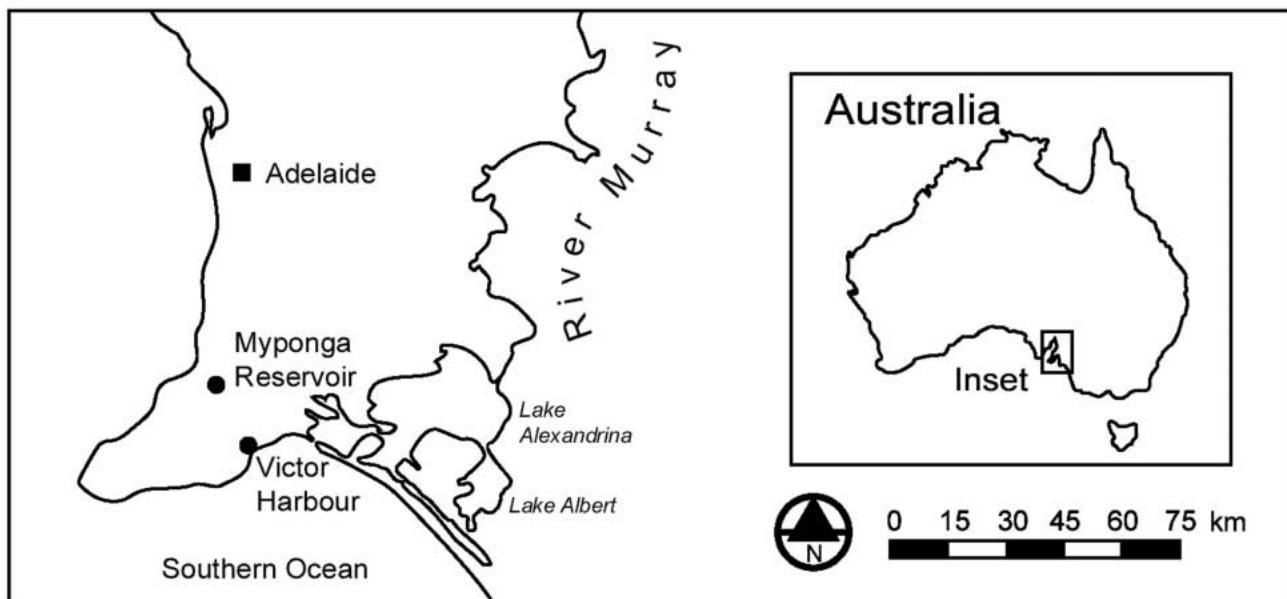 Adelaide
River Murray
Myponga
Reservoir
Lake
Alexandrina
Victor
Harbour
Lake Albert
Southern Ocean
Australia
Inset
N
0 15 30 45 60 75 km